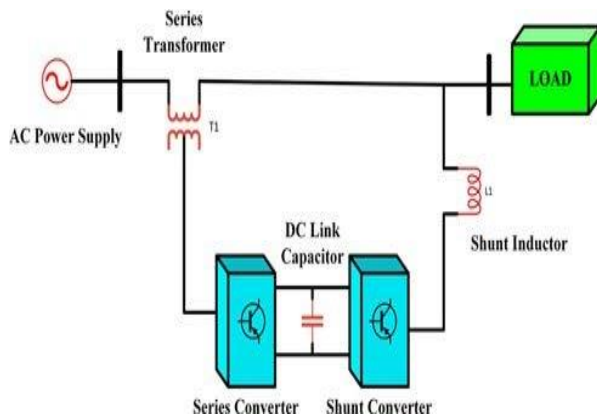 Series
Transformer
LOAD
AC Power Supply
T1
L1
DC Link
Capacitor
Shunt Inductor
Series Converter
Shunt Converter